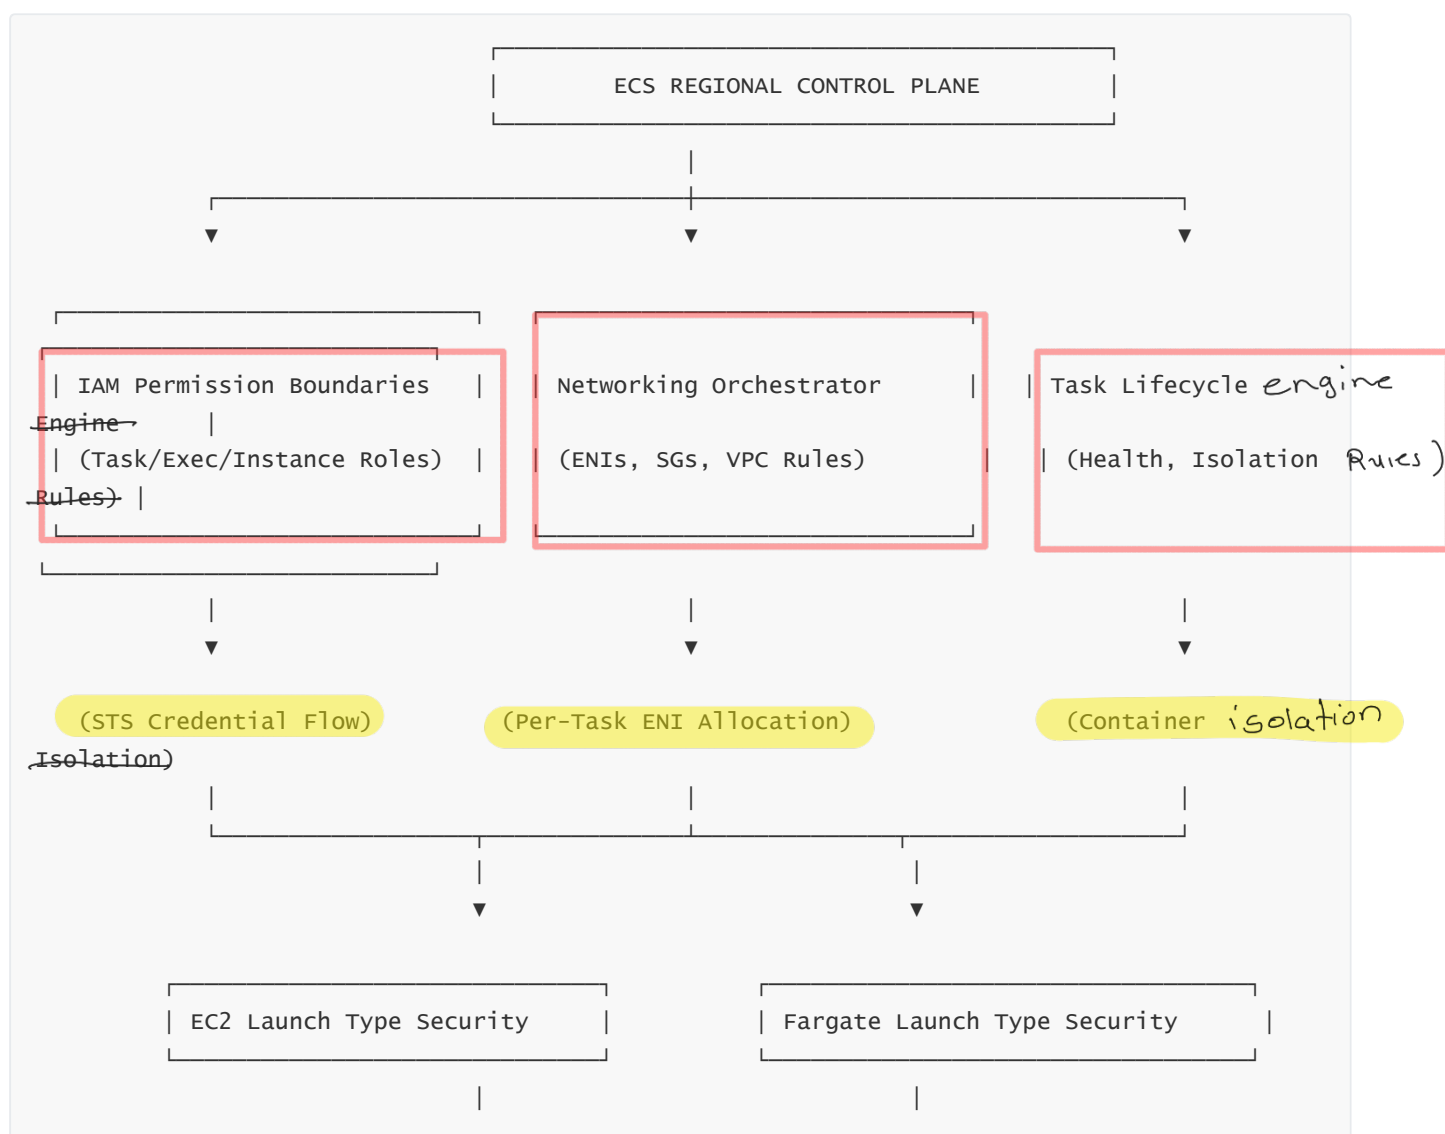 ECS REGIONAL CONTROL PLANE
IAM Permission Boundaries Networking Orchestrator Task Lifecycle engine
Engine
(Task/Exec/Instance Roles) (ENIs, SGs, VPC Rules) (Health, Isolation Rules)
Rules)
(STS Credential Flow) (Per-Task ENI Allocation) (Container isolation
Isolation)
EC2 Launch Type Security Fargate Launch Type Security